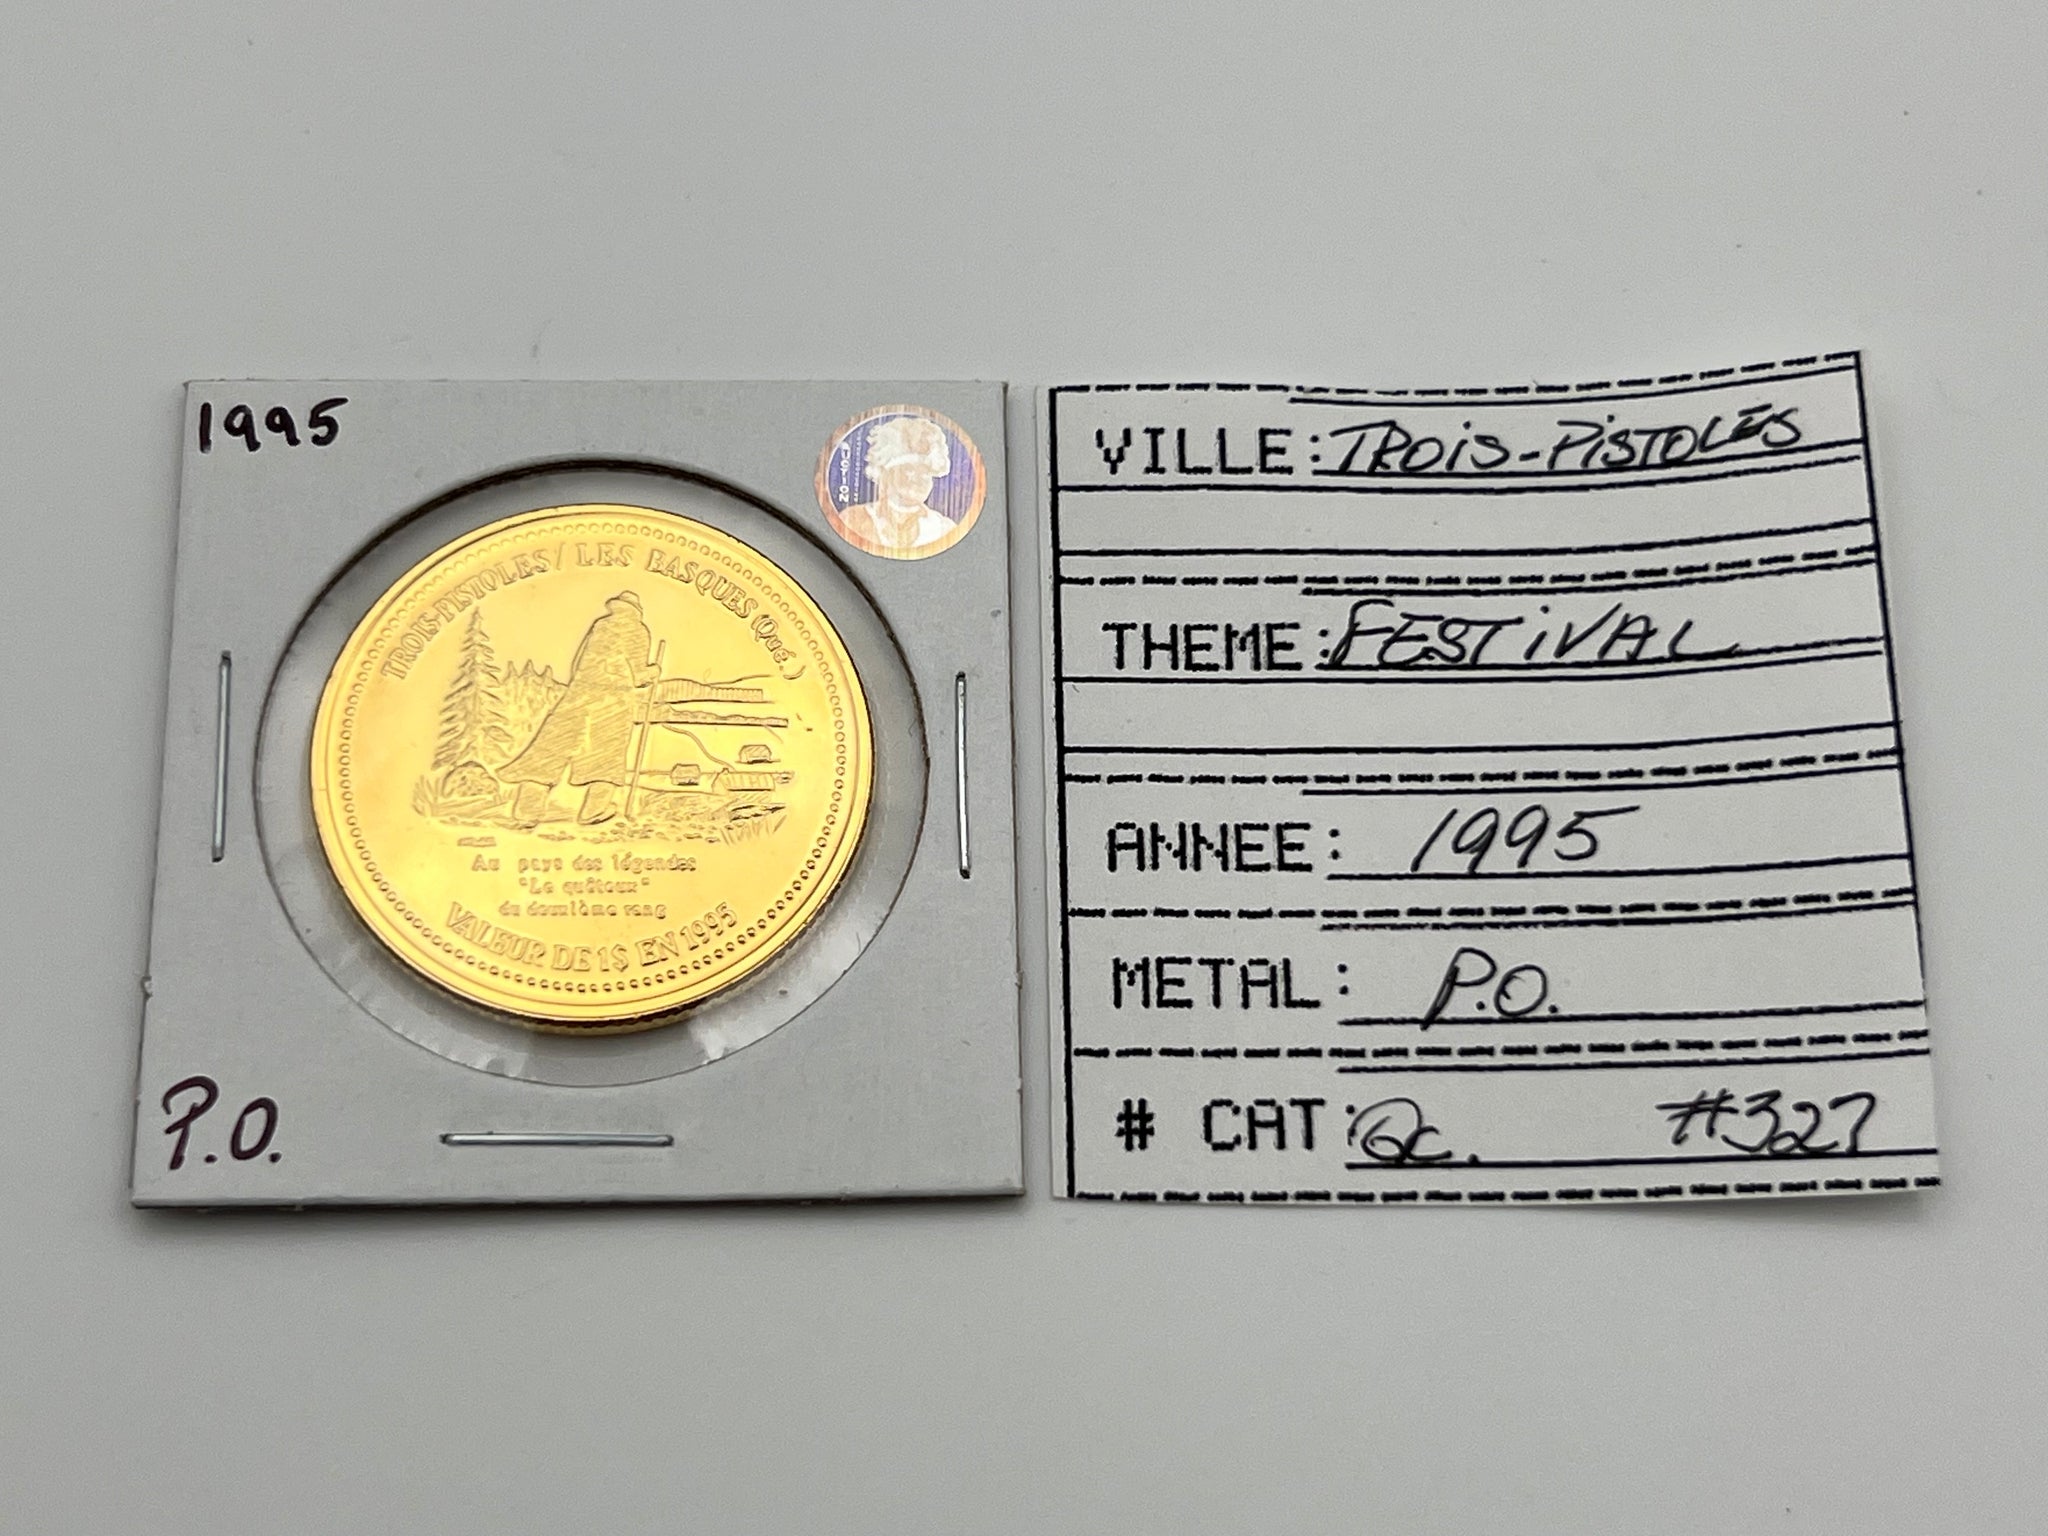 1995
AUCTION
TROIS-PISTOLES / LES BASQUES (Qué.)
Au pays des légendes
"Le quêteux"
du deuxième rang
VALEUR DE 1$ EN 1995
P.O.
VILLE: TROIS-PISTOLES
THEME: FESTIVAL
ANNEE: 1995
METAL: P.O.
# CAT: QC. #327